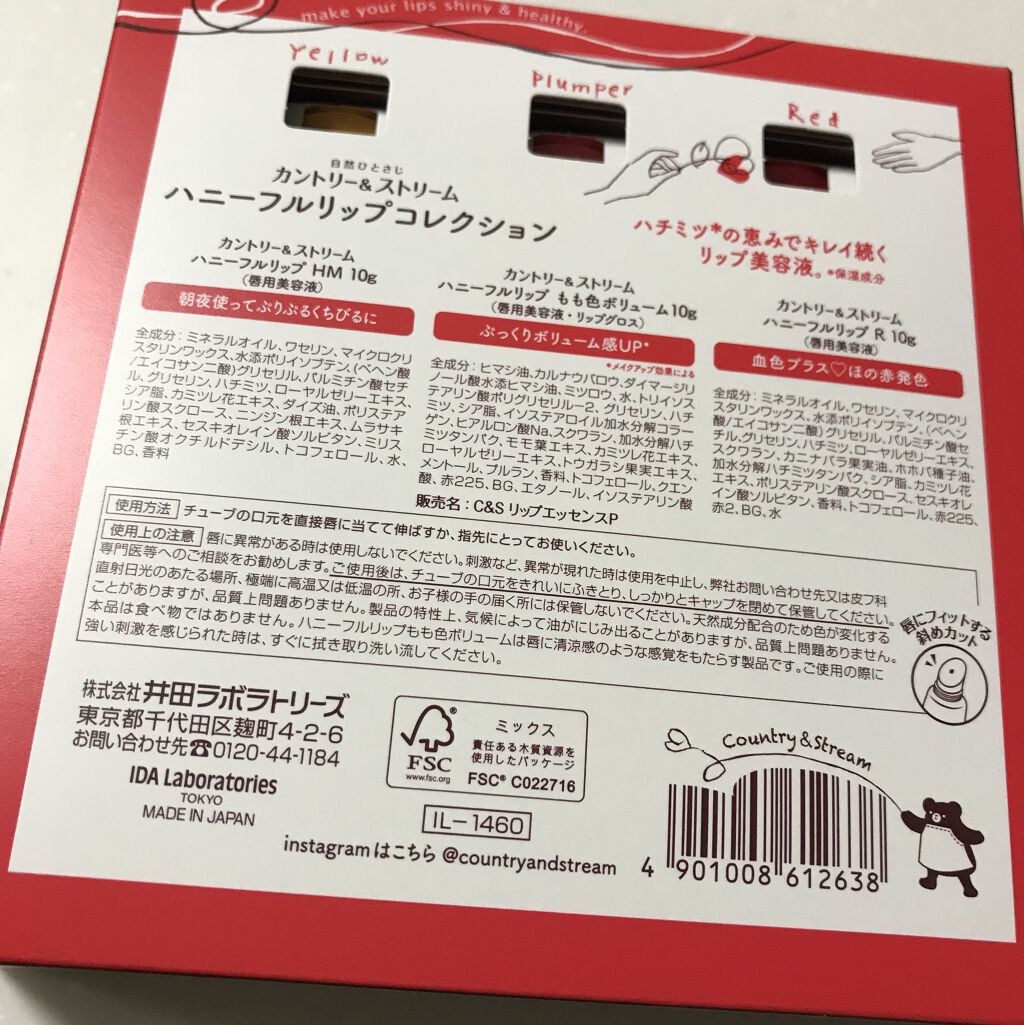 make your lips shiny & healthy.
Yellow
Plumper
Red
自然ひとさじ
カントリー&ストリーム
ハニーフルリップコレクション
ハチミツ*の恵みでキレイ続く
リップ美容液。*保湿成分
カントリー&ストリーム
ハニーフルリップ HM 10g
(唇用美容液)
朝夜使ってぷりぷるくちびるに
全成分:ミネラルオイル、ワセリン、マイクロクリ
スタリンワックス、水添ポリイソブテン、(ベヘン酸
/エイコサン二酸)グリセリル、パルミチン酸セチ
ル、グリセリン、ハチミツ、ローヤルゼリーエキス、
シア脂、カミツレ花エキス、ダイズ油、ポリステア
リン酸スクロース、ニンジン根エキス、ムラサキ
根エキス、セスキオレイン酸ソルビタン、ミリス
チン酸オクチルドデシル、トコフェロール、水、
BG、香料
カントリー&ストリーム
ハニーフルリップ もも色ボリューム10g
(唇用美容液・リップグロス)
ぷっくりボリューム感UP*
*メイクアップ効果による
全成分:ヒマシ油、カルナウバロウ、ダイマージリ
ノール酸水添ヒマシ油、ミツロウ、水、トリイソス
テアリン酸ポリグリセリル-2、グリセリン、ハチ
ミツ、シア脂、イソステアロイル加水分解コラー
ゲン、ヒアルロン酸Na、スクワラン、加水分解ハチ
ミツタンパク、モモ葉エキス、カミツレ花エキス、
ローヤルゼリーエキス、トウガラシ果実エキス、
メントール、プルラン、香料、トコフェロール、クエン
酸、赤225、BG、エタノール、イソステアリン酸
販売名:C&S リップエッセンスP
カントリー&ストリーム
ハニーフルリップ R 10g
(唇用美容液)
血色プラス♡ほの赤発色
全成分:ミネラルオイル、ワセリン、マイクロクリ
スタリンワックス、水添ポリイソブテン、(ベヘン
酸/エイコサン二酸)グリセリル、パルミチン酸セ
チル、グリセリン、ハチミツ、ローヤルゼリーエキス、
スクワラン、カニナバラ果実油、ホホバ種子油、
加水分解ハチミツタンパク、シア脂、カミツレ花
エキス、ポリステアリン酸スクロース、セスキオレ
イン酸ソルビタン、香料、トコフェロール、赤225、
赤2、BG、水
使用方法 チューブの口元を直接唇に当てて伸ばすか、指先にとってお使いください。
使用上の注意 唇に異常がある時は使用しないでください。刺激など、異常が現れた時は使用を中止し、弊社お問い合わせ先又は皮フ科
専門医等へのご相談をお勧めします。ご使用後は、チューブの口元をきれいにふきとり、しっかりとキャップを閉めて保管してください。
直射日光のあたる場所、極端に高温又は低温の所、お子様の手の届く所には保管しないでください。天然成分配合のため色が変化する
ことがありますが、品質上問題ありません。製品の特性上、気候によって油がにじみ出ることがありますが、品質上問題ありません。
本品は食べ物ではありません。ハニーフルリップもも色ボリュームは唇に清涼感のような感覚をもたらす製品です。ご使用の際に
強い刺激を感じられた時は、すぐに拭き取り洗い流してください。
唇にフィットする
斜めカット
株式会社 井田ラボラトリーズ
東京都千代田区麹町4-2-6
お問い合わせ先☎0120-44-1184
IDA Laboratories
TOKYO
MADE IN JAPAN
FSC®
www.fsc.org
ミックス
責任ある木質資源を
使用したパッケージ
FSC® C022716
IL-1460
instagramはこちら @countryandstream
Country&Stream
4 901008 612638